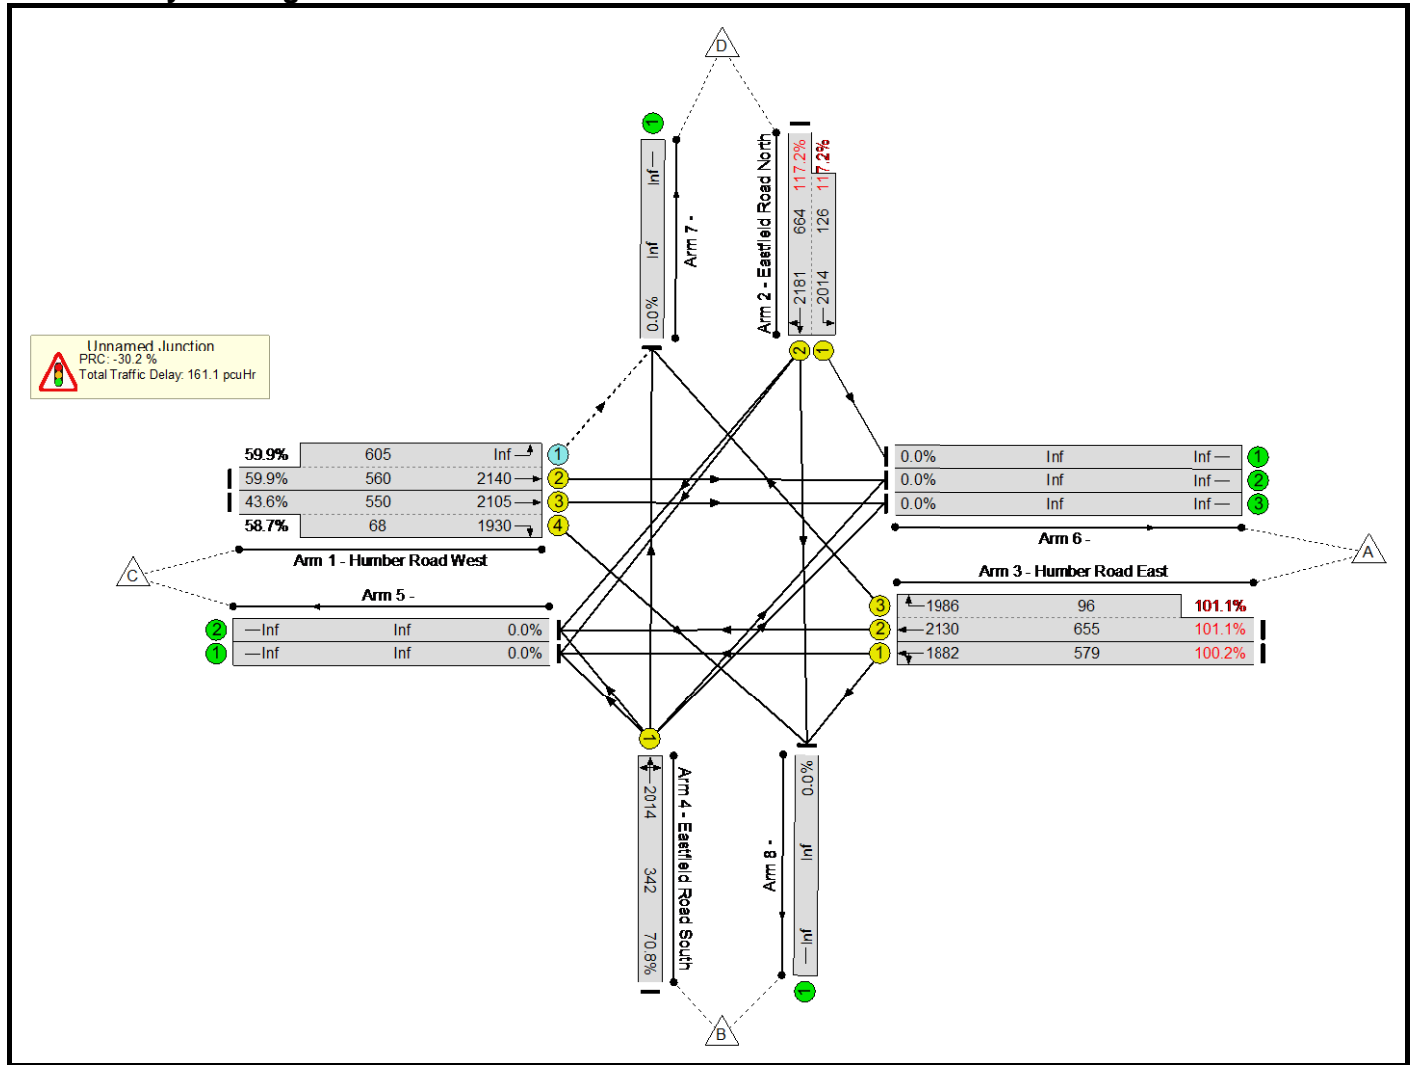 D
1
Inf
Inf
0.0%
Arm 7 -
Arm 2 - Eastfield Road North
117.2%
664
2181
117.2%
126
2014
2
1
Unnamed Junction
PRC: -30.2 %
Total Traffic Delay: 161.1 pcuHr
59.9% 605 Inf 1
59.9% 560 2140 2
43.6% 550 2105 3
58.7% 68 1930 4
Arm 1 - Humber Road West
C
Arm 5 -
2 Inf Inf 0.0%
1 Inf Inf 0.0%
0.0% Inf Inf 1
0.0% Inf Inf 2
0.0% Inf Inf 3
Arm 6 -
A
Arm 3 - Humber Road East
3 1986 96 101.1%
2 2130 655 101.1%
1 1882 579 100.2%
1
2014
342
70.8%
Arm 4 - Eastfield Road South
Arm 8 -
0.0%
Inf
Inf
1
B